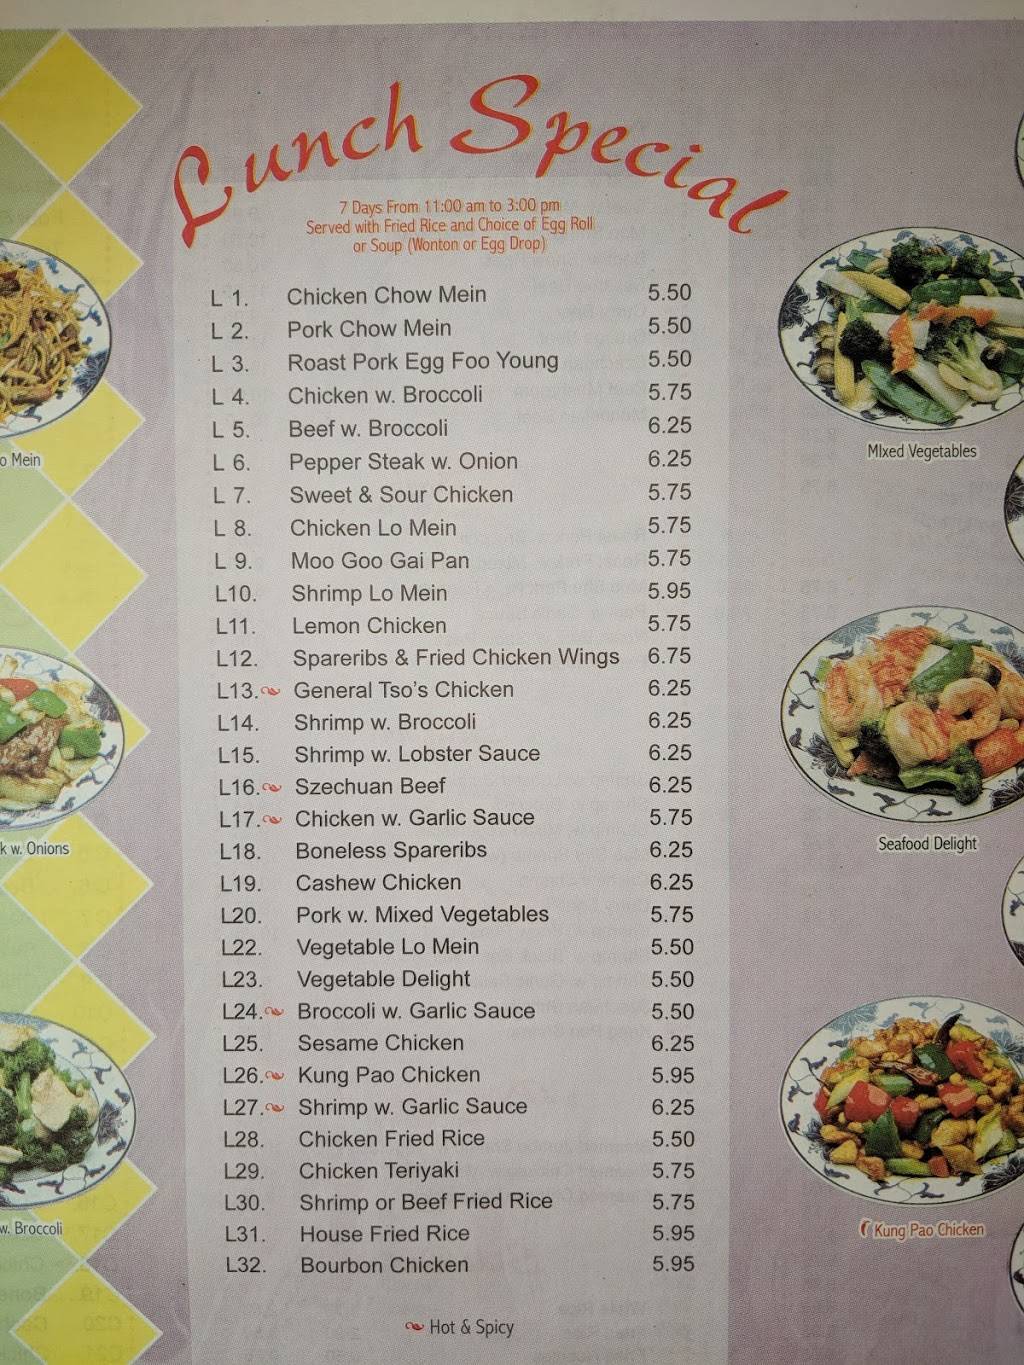 Lunch Special
7 Days From 11:00 am to 3:00 pm
Served with Fried Rice and Choice of Egg Roll
or Soup (Wonton or Egg Drop)
L 1. Chicken Chow Mein 5.50
L 2. Pork Chow Mein 5.50
L 3. Roast Pork Egg Foo Young 5.50
L 4. Chicken w. Broccoli 5.75
L 5. Beef w. Broccoli 6.25
L 6. Pepper Steak w. Onion 6.25
L 7. Sweet & Sour Chicken 5.75
L 8. Chicken Lo Mein 5.75
L 9. Moo Goo Gai Pan 5.75
L10. Shrimp Lo Mein 5.95
L11. Lemon Chicken 5.75
L12. Spareribs & Fried Chicken Wings 6.75
L13. General Tso's Chicken 6.25
L14. Shrimp w. Broccoli 6.25
L15. Shrimp w. Lobster Sauce 6.25
L16. Szechuan Beef 6.25
L17. Chicken w. Garlic Sauce 5.75
L18. Boneless Spareribs 6.25
L19. Cashew Chicken 6.25
L20. Pork w. Mixed Vegetables 5.75
L22. Vegetable Lo Mein 5.50
L23. Vegetable Delight 5.50
L24. Broccoli w. Garlic Sauce 5.50
L25. Sesame Chicken 6.25
L26. Kung Pao Chicken 5.95
L27. Shrimp w. Garlic Sauce 6.25
L28. Chicken Fried Rice 5.50
L29. Chicken Teriyaki 5.75
L30. Shrimp or Beef Fried Rice 5.75
L31. House Fried Rice 5.95
L32. Bourbon Chicken 5.95
Hot & Spicy
o Mein
k w. Onions
w. Broccoli
MIxed Vegetables
Seafood Delight
Kung Pao Chicken